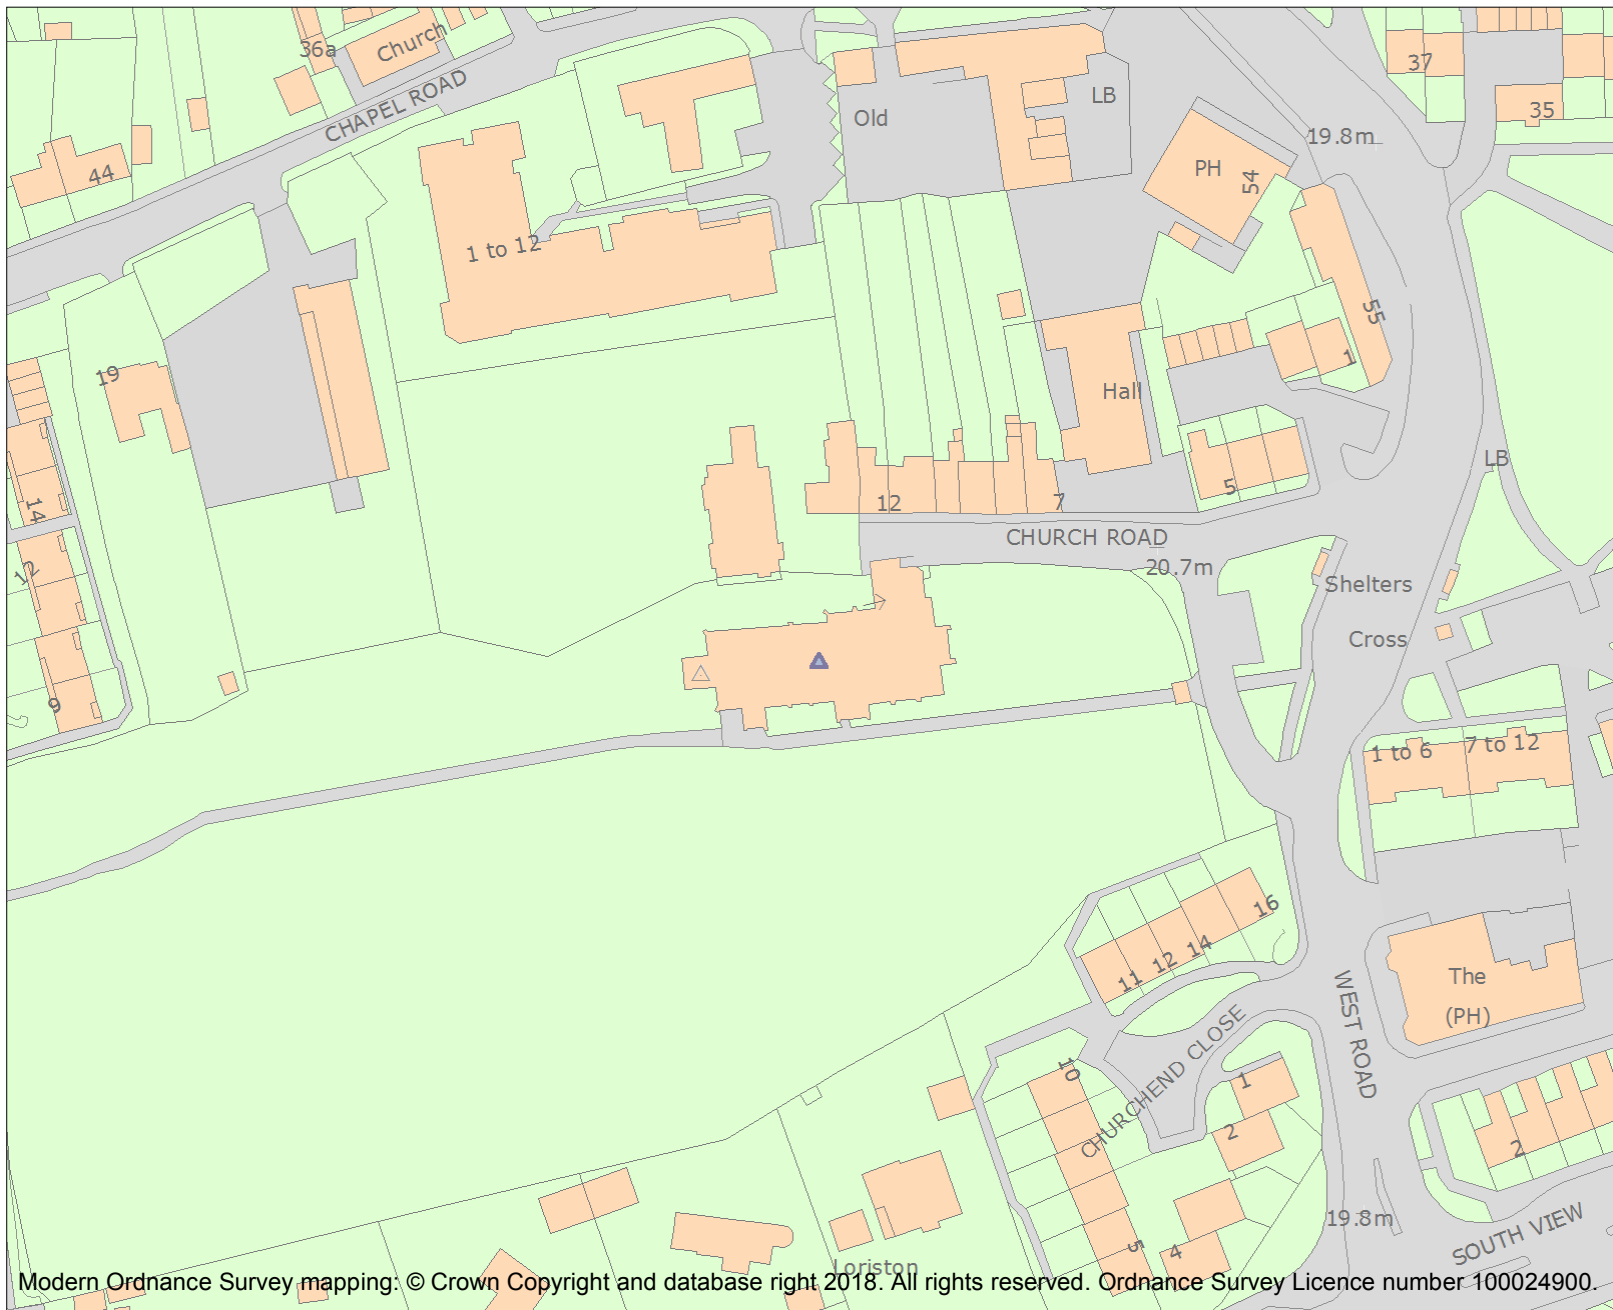 36a
Church
CHAPEL ROAD
44
1 to 12
Old
LB
PH
54
19.8m
37
35
55
1
Hall
19
14
12
9
12
7
5
LB
CHURCH ROAD
20.7m
Shelters
Cross
1 to 6
7 to 12
16
14
12
11
The
(PH)
WEST ROAD
CHURCHEND CLOSE
10
1
2
2
5
4
19.8m
SOUTH VIEW
Loriston
Modern Ordnance Survey mapping: © Crown Copyright and database right 2018. All rights reserved. Ordnance Survey Licence number 100024900.